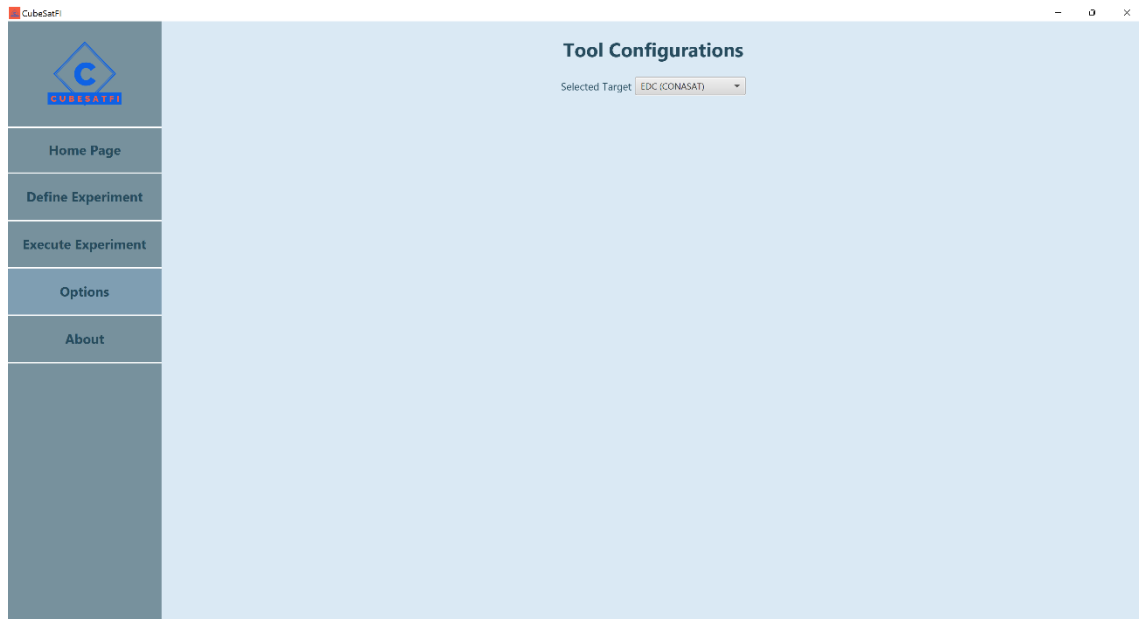 CubeSatFI
C
CUBESATFI
Home Page
Define Experiment
Execute Experiment
Options
About
Tool Configurations
Selected Target EDC (CONASAT)